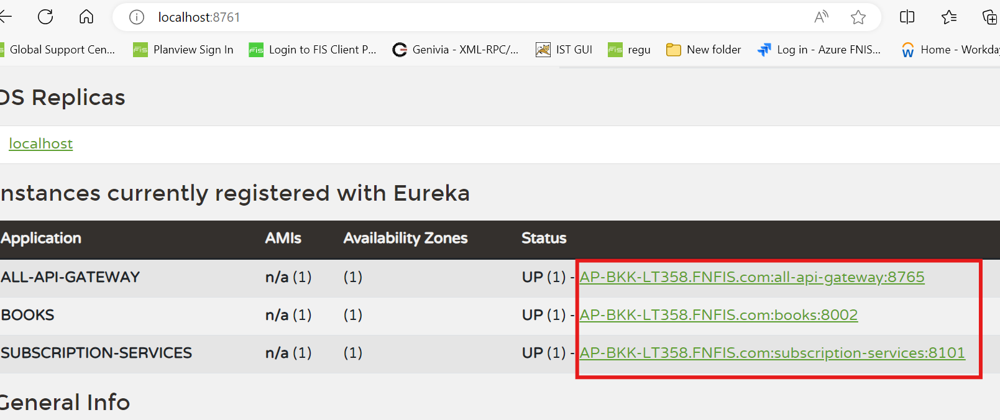 localhost:8761
Global Support Cen... Planview Sign In Login to FIS Client P... Genivia - XML-RPC/... IST GUI regu New folder Log in - Azure FNIS... Home - Workday
DS Replicas
localhost
nstances currently registered with Eureka
Application AMIs Availability Zones Status
ALL-API-GATEWAY n/a (1) (1) UP (1) - AP-BKK-LT358.FNFIS.com:all-api-gateway:8765
BOOKS n/a (1) (1) UP (1) - AP-BKK-LT358.FNFIS.com:books:8002
SUBSCRIPTION-SERVICES n/a (1) (1) UP (1) - AP-BKK-LT358.FNFIS.com:subscription-services:8101
General Info